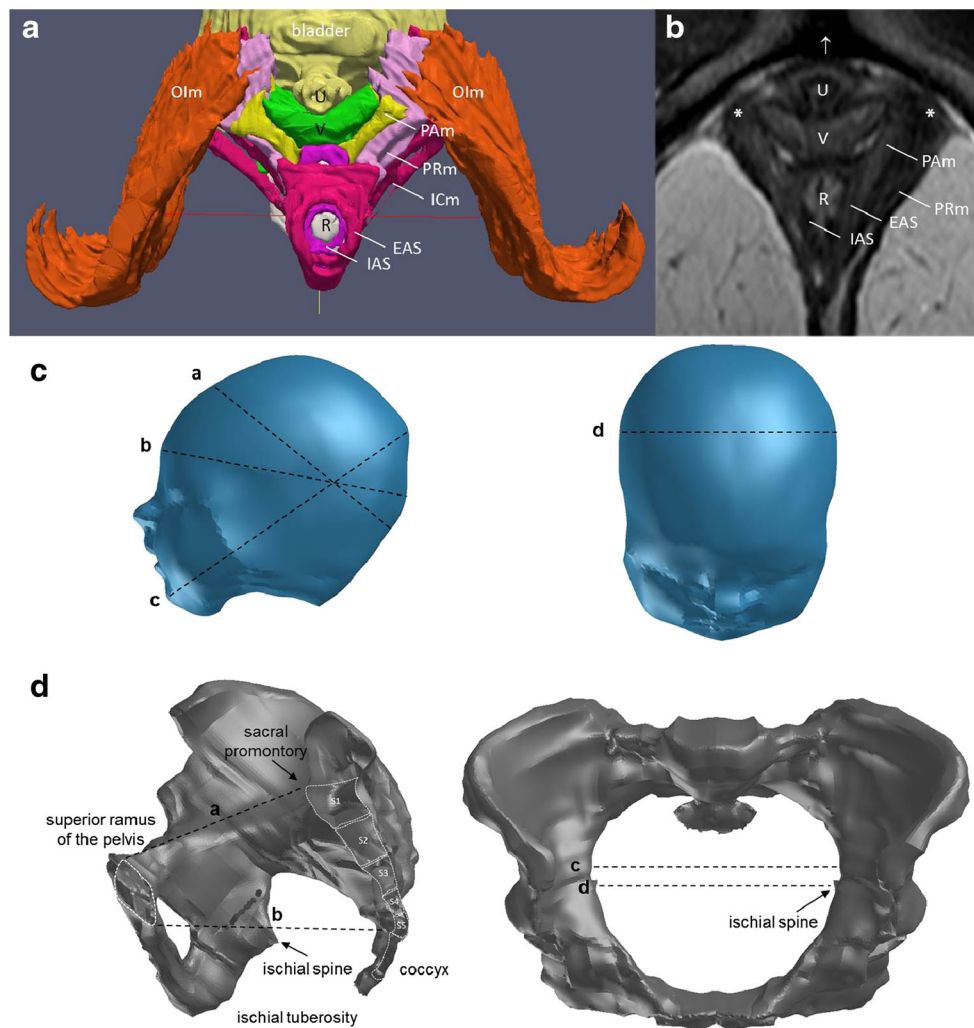 a
bladder
OIm
OIm
U
V
PAm
PRm
ICm
R
EAS
IAS
b
↑
U
*
*
V
PAm
PRm
R
EAS
IAS
c
a
b
c
d
d
sacral
promontory
a
superior ramus
of the pelvis
S1
S2
S3
S4
S5
b
ischial spine
coccyx
ischial tuberosity
c
d
ischial spine